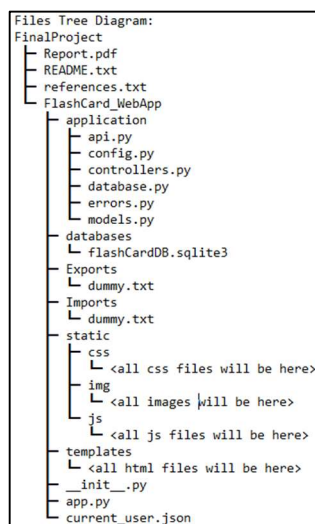 Files Tree Diagram:
FinalProject
├─ Report.pdf
├─ README.txt
├─ references.txt
└─ FlashCard_WebApp
├─ application
├─ api.py
├─ config.py
├─ controllers.py
├─ database.py
├─ errors.py
└─ models.py
├─ databases
└─ flashCardDB.sqlite3
├─ Exports
└─ dummy.txt
├─ Imports
└─ dummy.txt
├─ static
├─ css
└─ <all css files will be here>
├─ img
└─ <all images will be here>
└─ js
└─ <all js files will be here>
├─ templates
└─ <all html files will be here>
├─ __init__.py
├─ app.py
└─ current_user.json